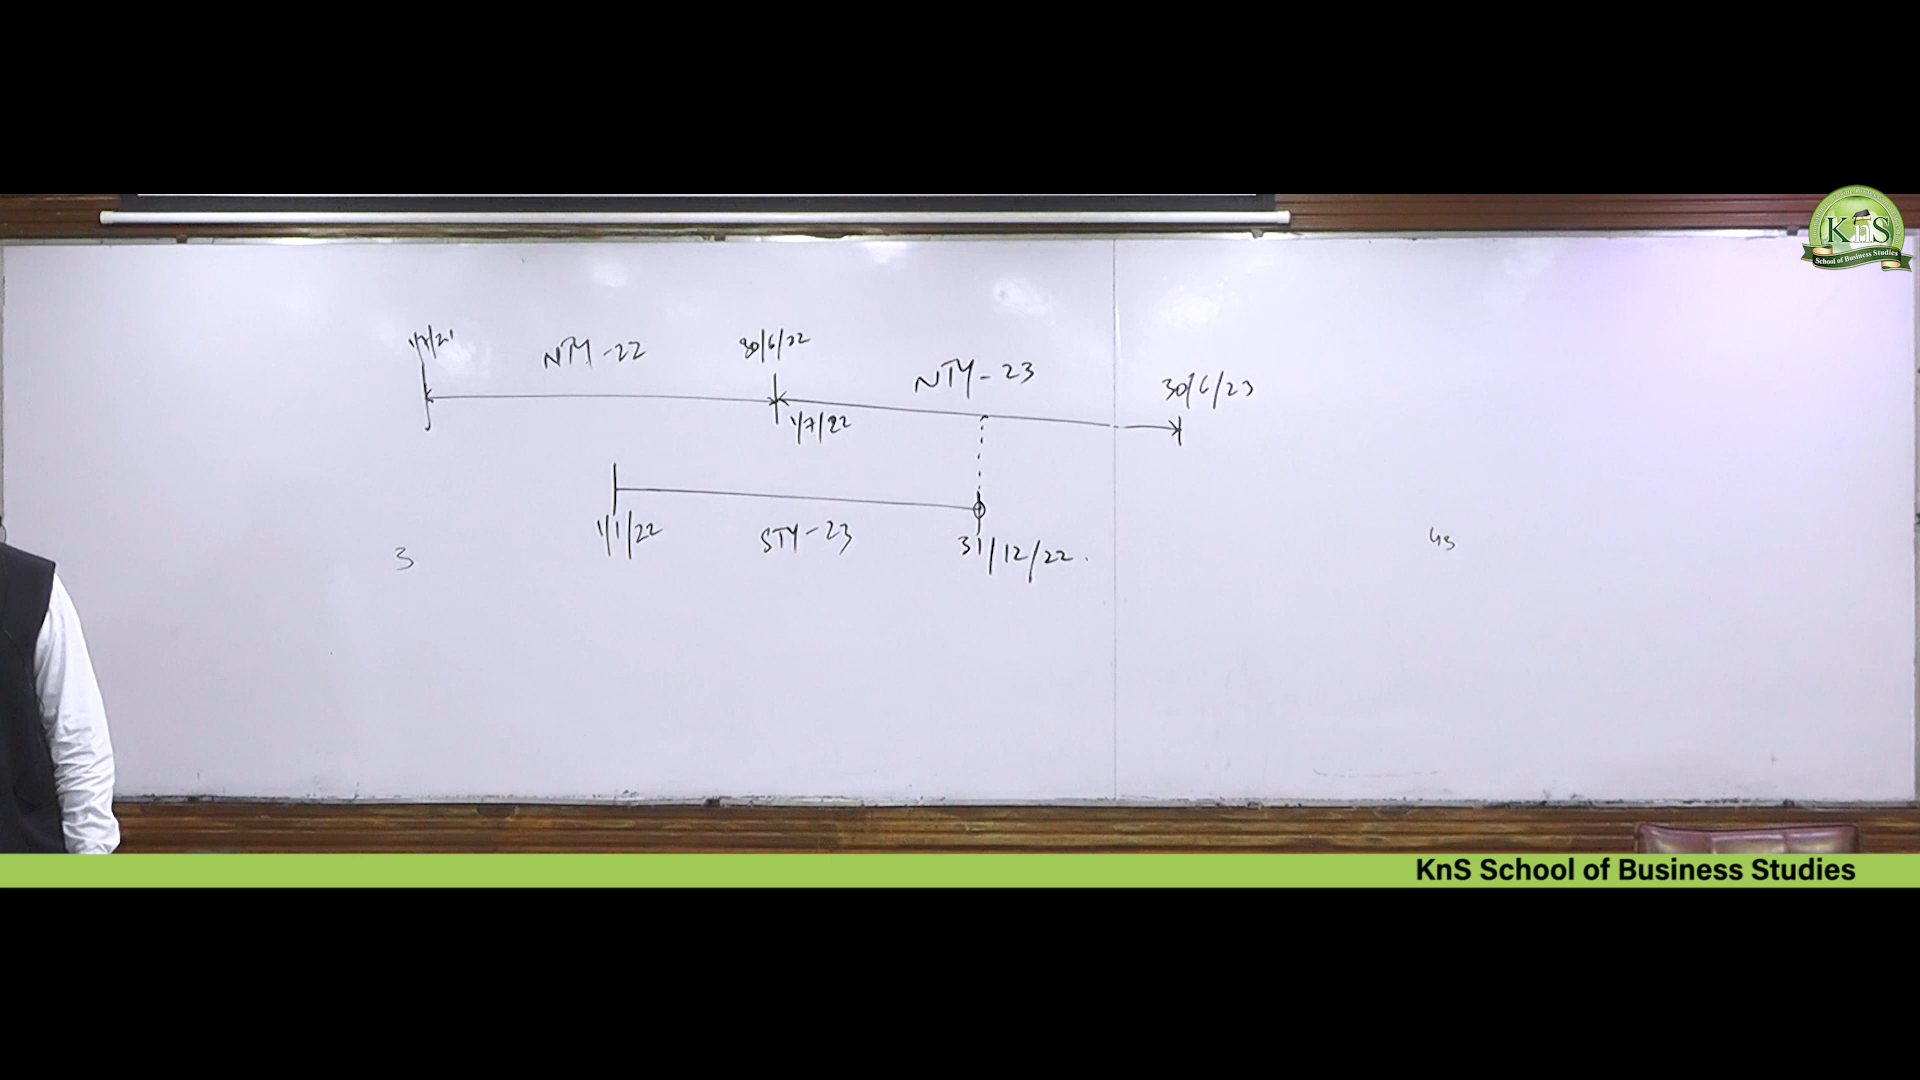 1/7/21
NTY-22
30/6/22
NTY-23
30/6/23
1/7/22
1/1/22
STY-23
31/12/22.
3
43
KnS
School of Business Studies
KnS School of Business Studies